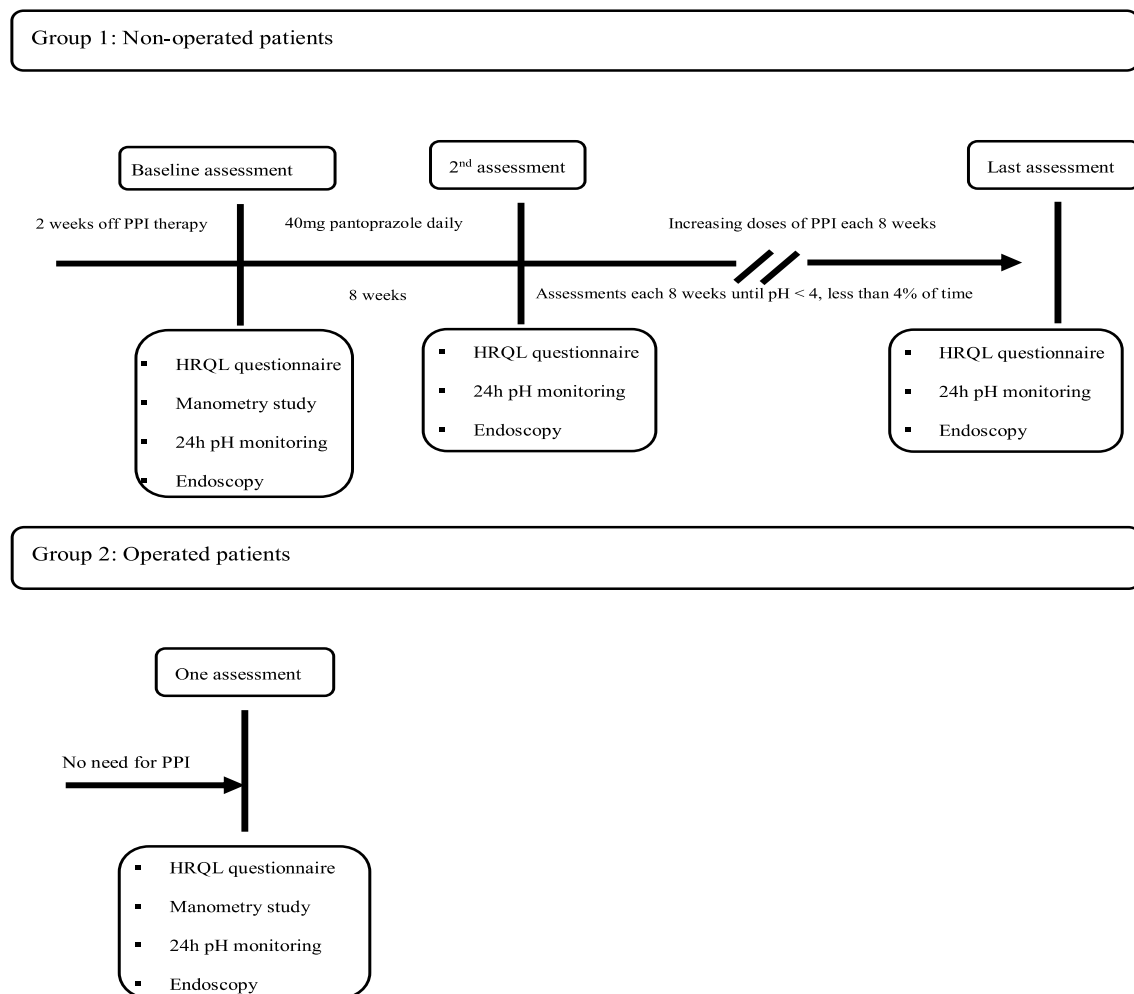 Group 1: Non-operated patients
Baseline assessment
2nd assessment
Last assessment
2 weeks off PPI therapy
40mg pantoprazole daily
Increasing doses of PPI each 8 weeks
8 weeks
Assessments each 8 weeks until pH < 4, less than 4% of time
▪ HRQL questionnaire
▪ Manometry study
▪ 24h pH monitoring
▪ Endoscopy
▪ HRQL questionnaire
▪ 24h pH monitoring
▪ Endoscopy
▪ HRQL questionnaire
▪ 24h pH monitoring
▪ Endoscopy
Group 2: Operated patients
One assessment
No need for PPI
▪ HRQL questionnaire
▪ Manometry study
▪ 24h pH monitoring
▪ Endoscopy